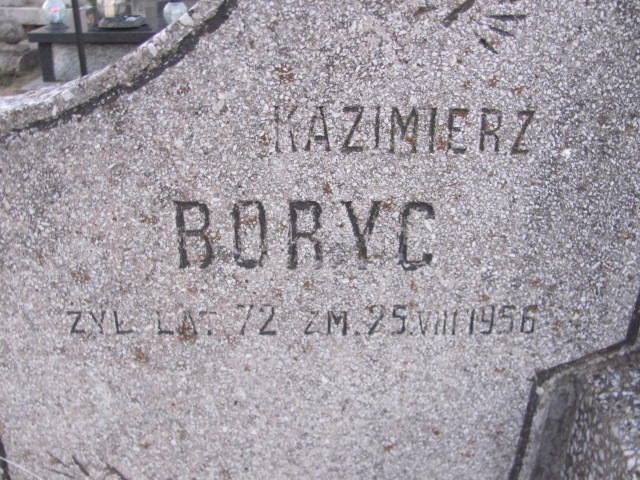 KAZIMIERZ
BORYC
ŻYŁ LAT 72 ZM. 25.VIII 1956